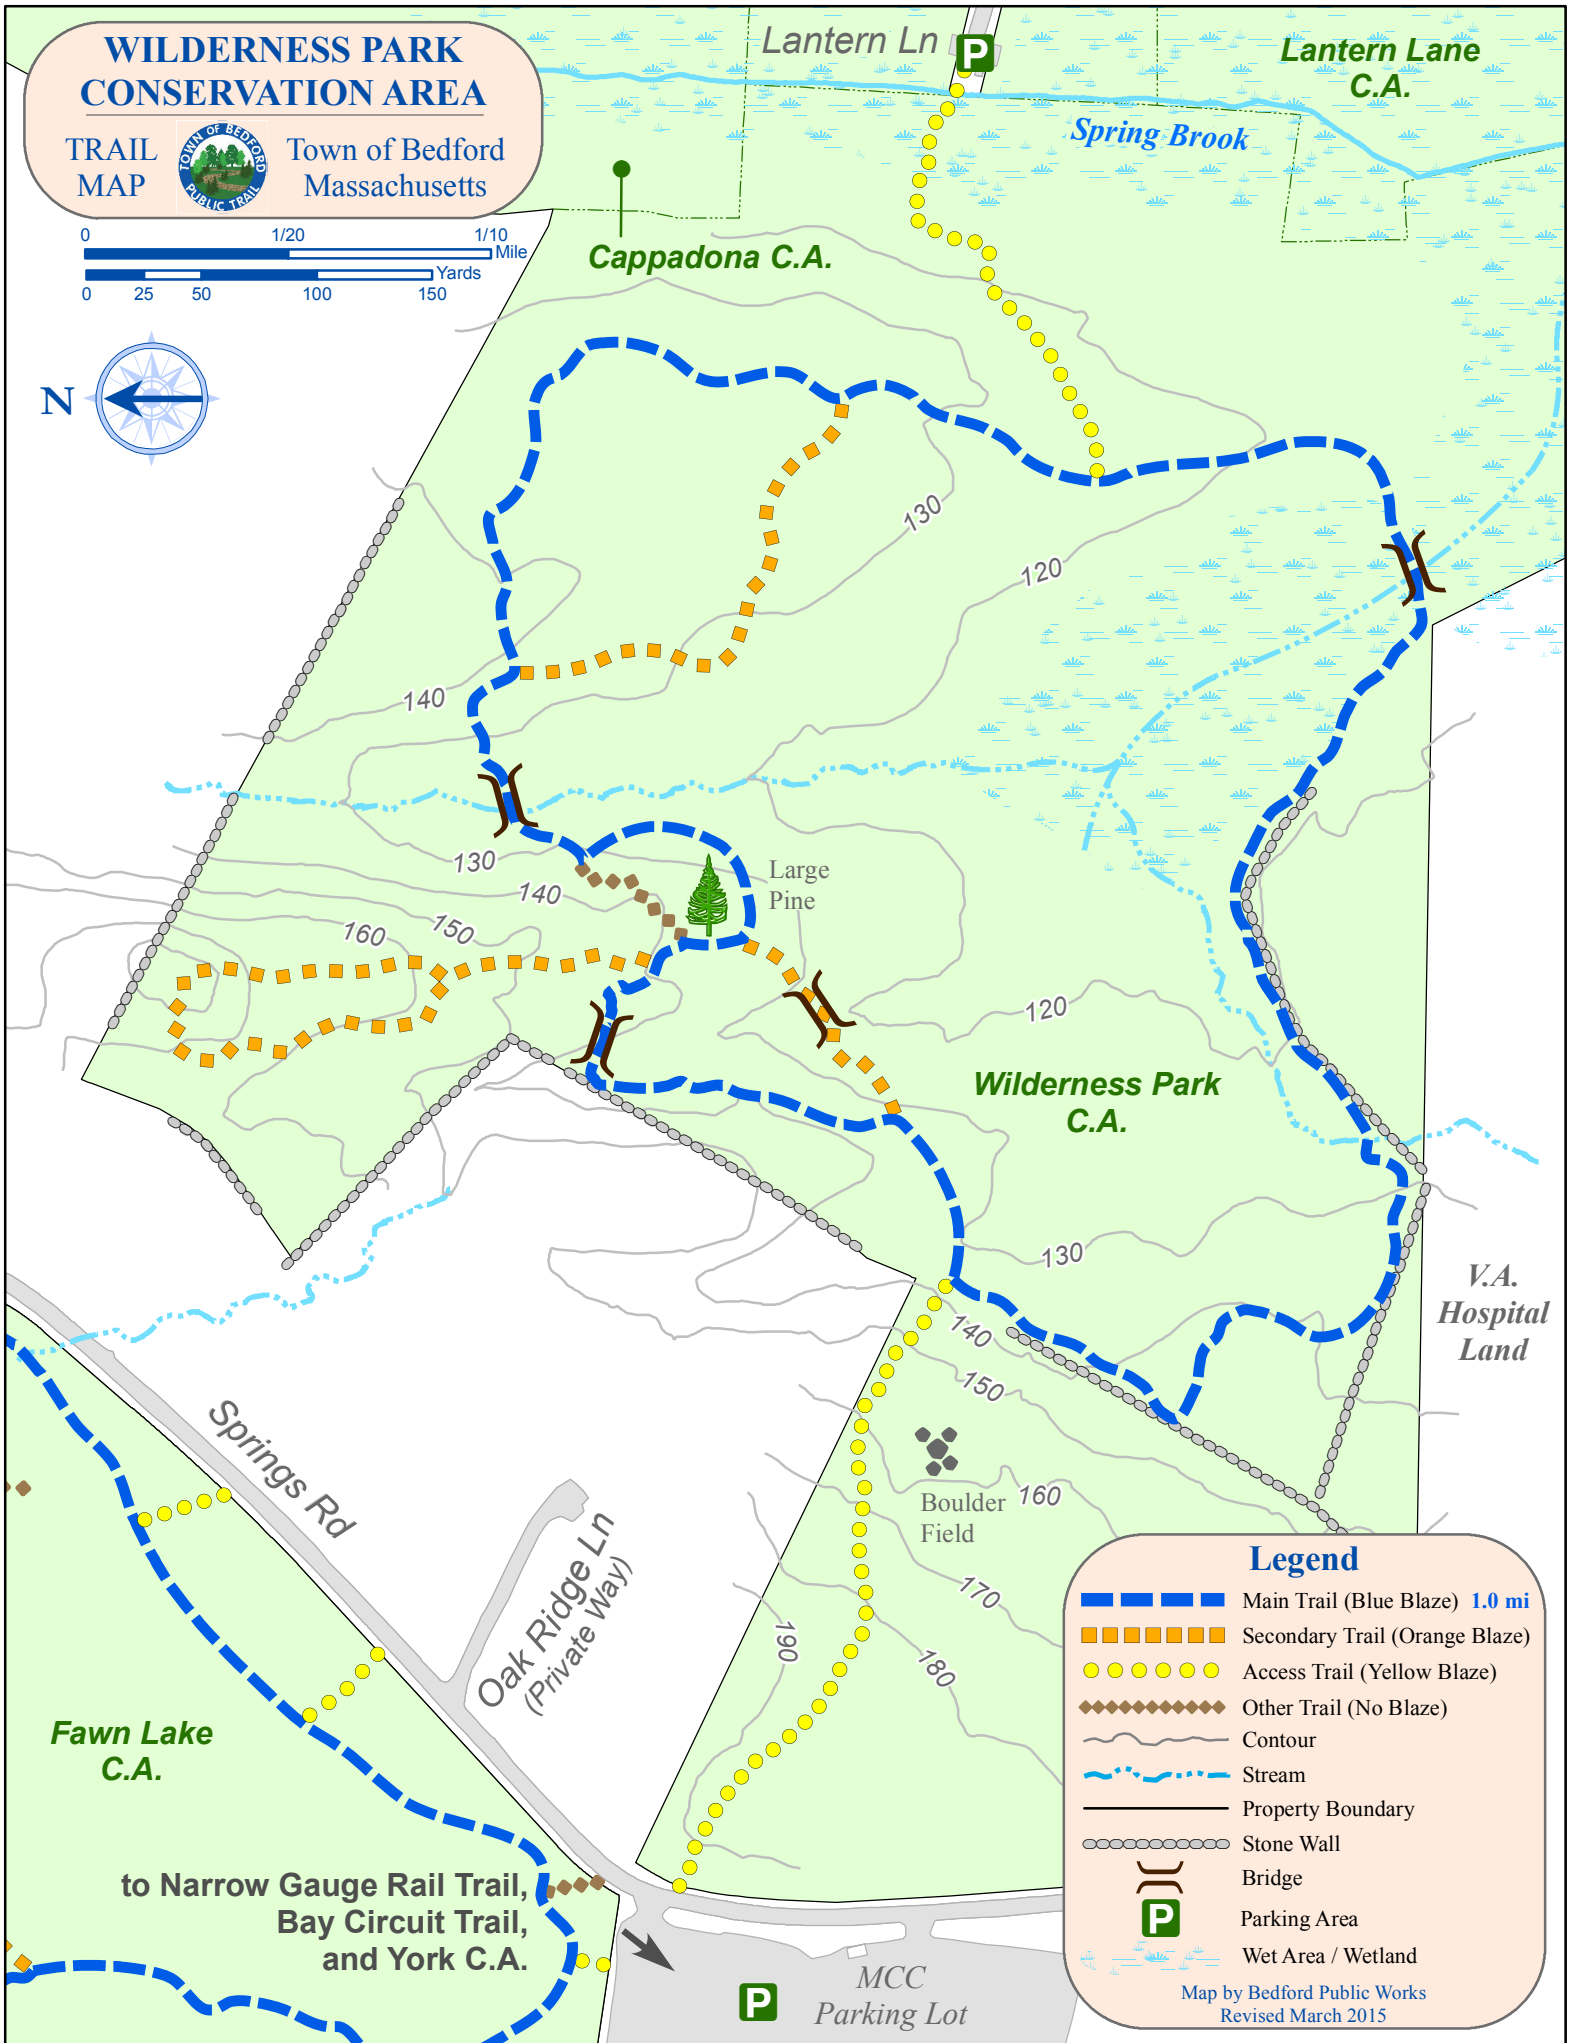 WILDERNESS PARK
CONSERVATION AREA
TRAIL
MAP
TOWN OF BEDFORD
PUBLIC TRAIL
Town of Bedford
Massachusetts
0 1/20 1/10
Mile
Yards
0 25 50 100 150
N
Lantern Ln
P
Lantern Lane
C.A.
Spring Brook
Cappadona C.A.
130
120
140
130
140
150
160
Large
Pine
120
Wilderness Park
C.A.
130
140
150
V.A.
Hospital
Land
Boulder
Field
160
170
180
190
Springs Rd
Oak Ridge Ln
(Private Way)
Fawn Lake
C.A.
to Narrow Gauge Rail Trail,
Bay Circuit Trail,
and York C.A.
P
MCC
Parking Lot
Legend
Main Trail (Blue Blaze) 1.0 mi
Secondary Trail (Orange Blaze)
Access Trail (Yellow Blaze)
Other Trail (No Blaze)
Contour
Stream
Property Boundary
Stone Wall
Bridge
P Parking Area
Wet Area / Wetland
Map by Bedford Public Works
Revised March 2015